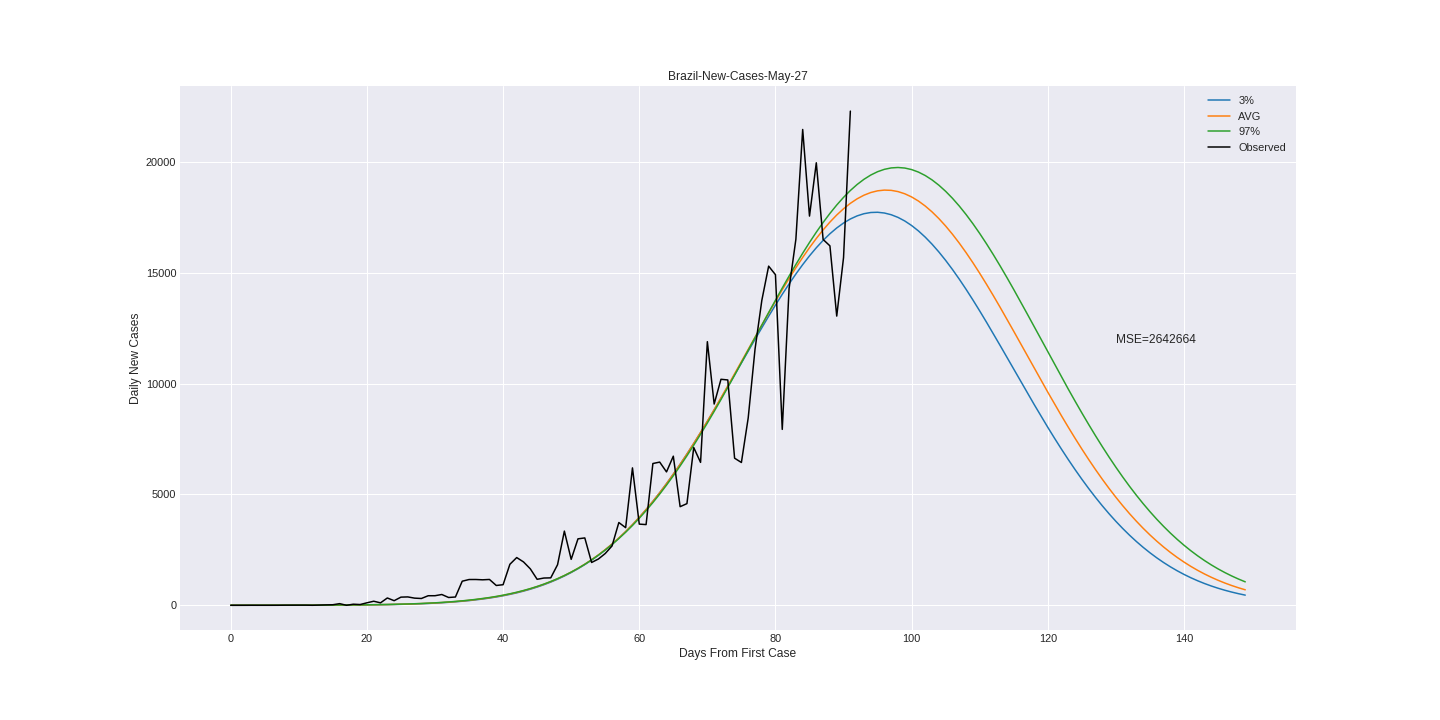 Brazil-New-Cases-May-27
3%
AVG
97%
Observed
MSE=2642664
Daily New Cases
20000
15000
10000
5000
0
0 20 40 60 80 100 120 140
Days From First Case